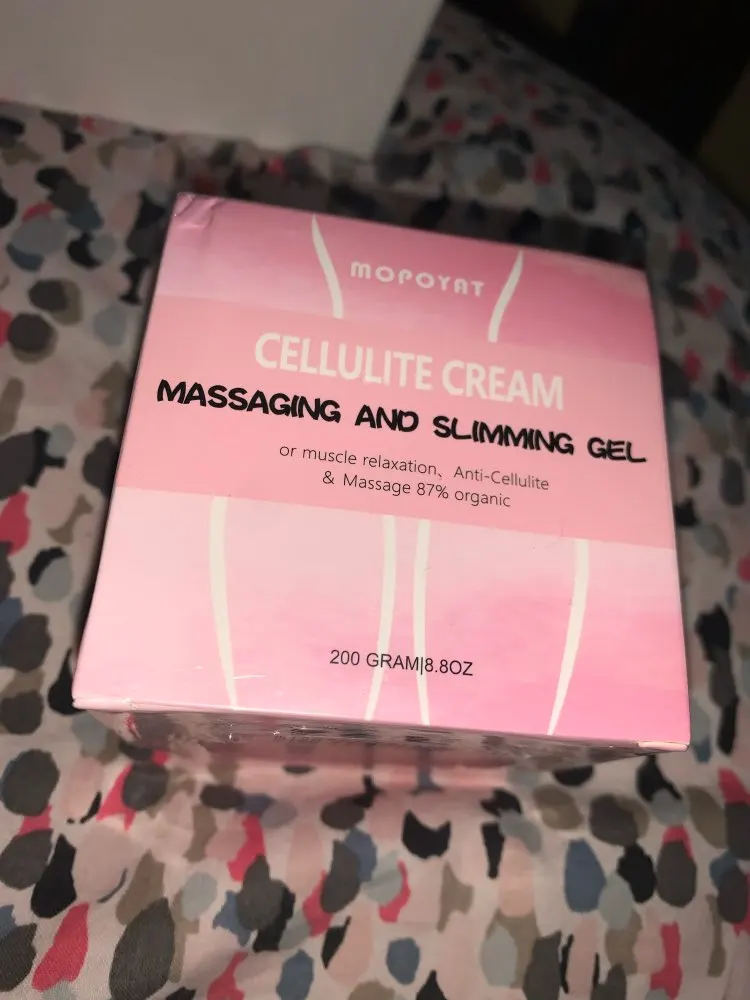 MOPOYAT
CELLULITE CREAM
MASSAGING AND SLIMMING GEL
or muscle relaxation、Anti-Cellulite
& Massage 87% organic
200 GRAM|8.8OZ